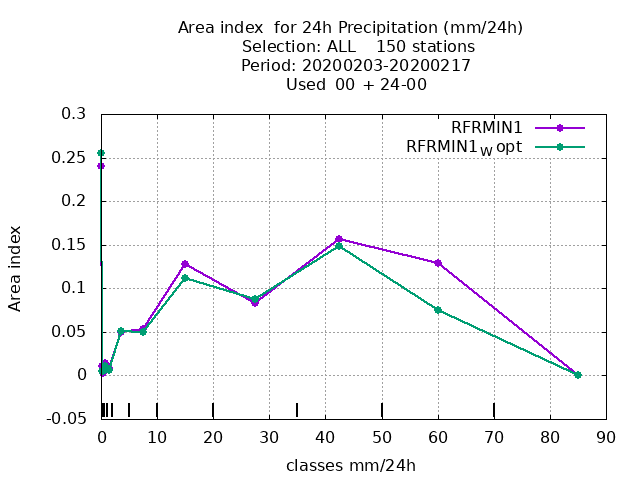 Area index  for 24h Precipitation (mm/24h)
Selection: ALL    150 stations
Period: 20200203-20200217
Used  00  + 24-00
RFRMIN1
RFRMIN1W opt
0.3
0.25
0.2
0.15
0.1
0.05
0
-0.05
Area index
0 10 20 30 40 50 60 70 80 90
classes mm/24h